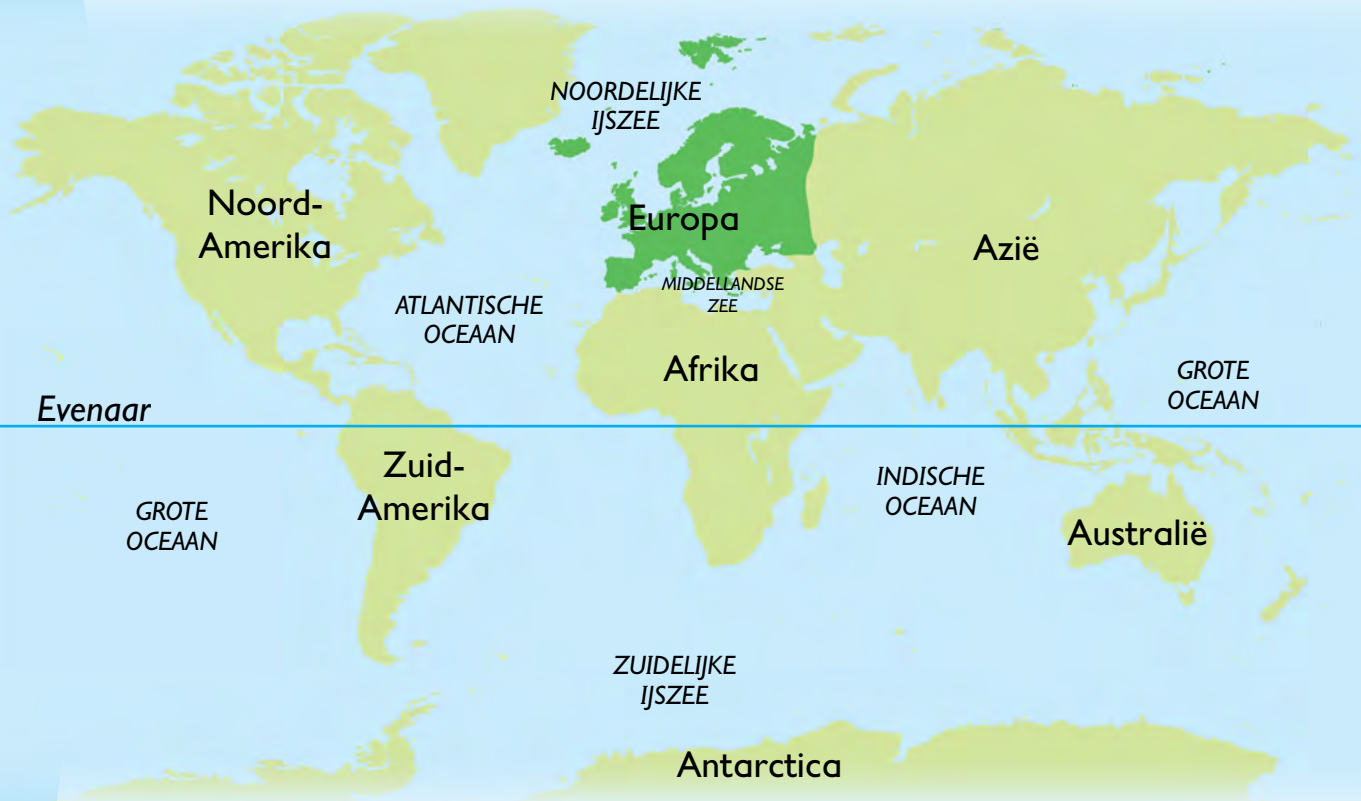 NOORDELIJKE
IJSZEE
Noord-
Amerika
Europa
Azië
MIDDELLANDSE
ZEE
ATLANTISCHE
OCEAAN
Afrika
GROTE
OCEAAN
Evenaar
Zuid-
Amerika
INDISCHE
OCEAAN
GROTE
OCEAAN
Australië
ZUIDELIJKE
IJSZEE
Antarctica